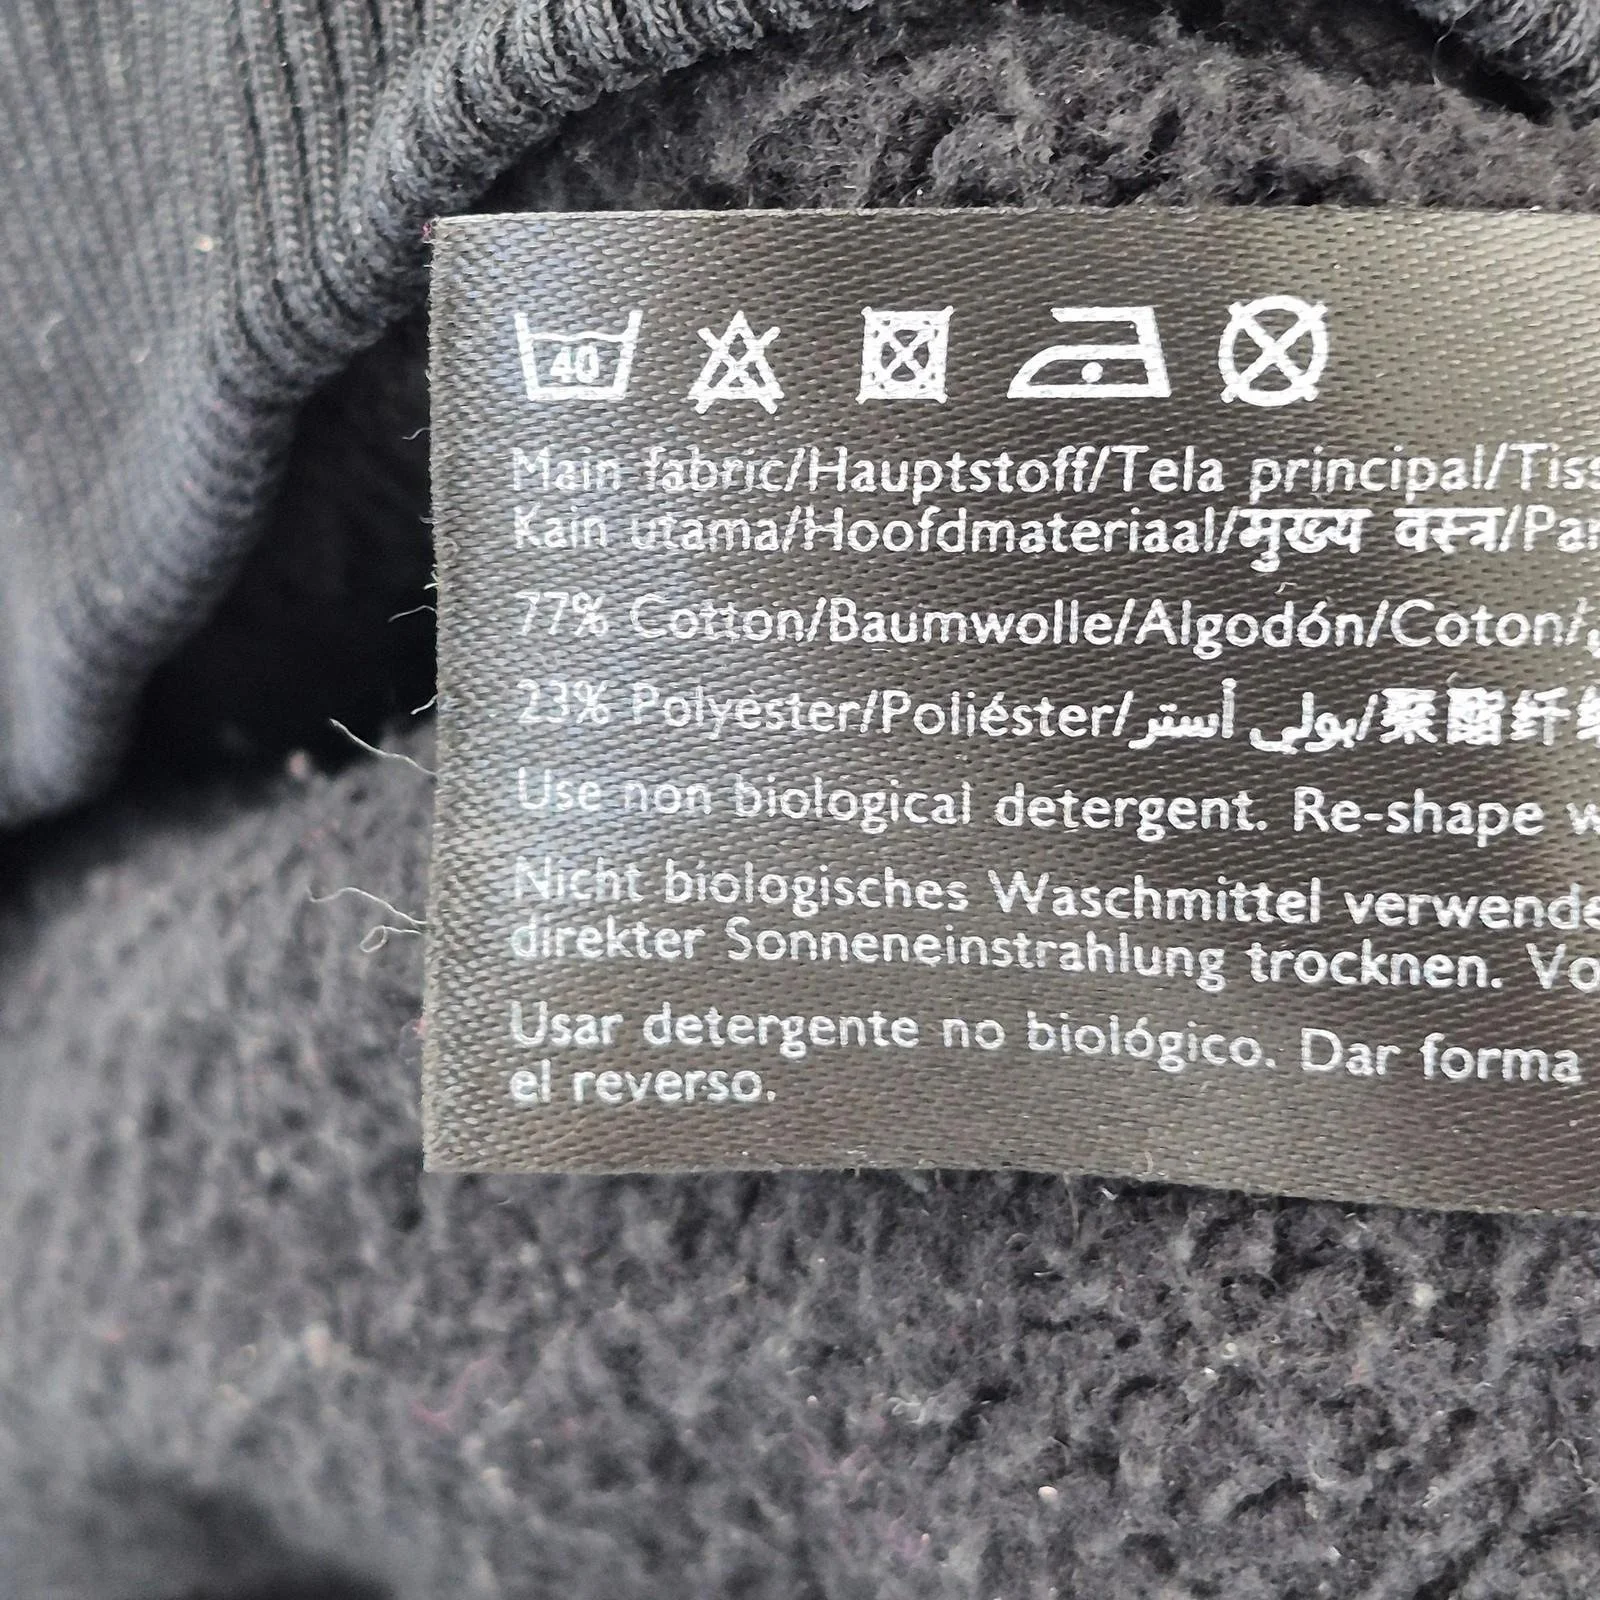 40
Main fabric/Hauptstoff/Tela principal/Tiss
Kain utama/Hoofdmateriaal/मुख्य वस्त्र/Pan
77% Cotton/Baumwolle/Algodón/Coton/
23% Polyester/Poliéster/بولي أستر/聚酯纤
Use non biological detergent. Re-shape w
Nicht biologisches Waschmittel verwende
direkter Sonneneinstrahlung trocknen. Vo
Usar detergente no biológico. Dar forma
el reverso.